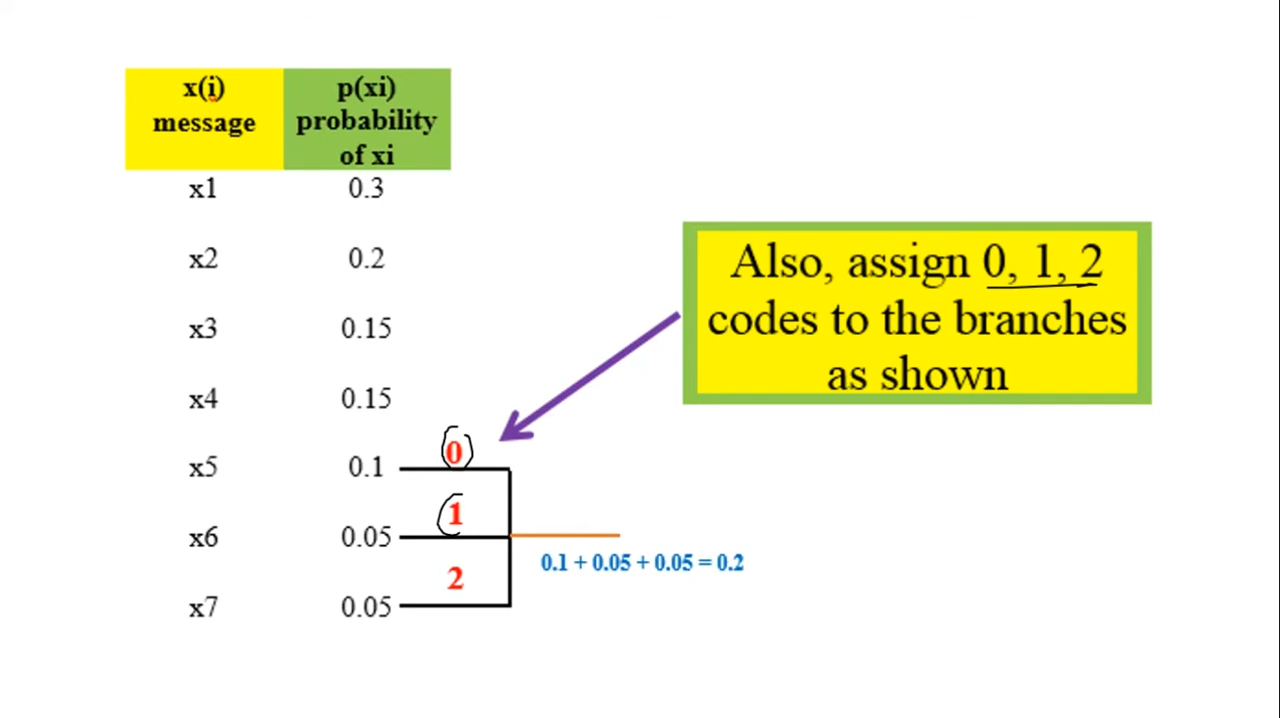 x(i) message p(xi) probability of xi
x1 0.3
x2 0.2
x3 0.15
x4 0.15
0
x5 0.1
1
x6 0.05
2
x7 0.05
0.1 + 0.05 + 0.05 = 0.2
Also, assign 0, 1, 2
codes to the branches
as shown